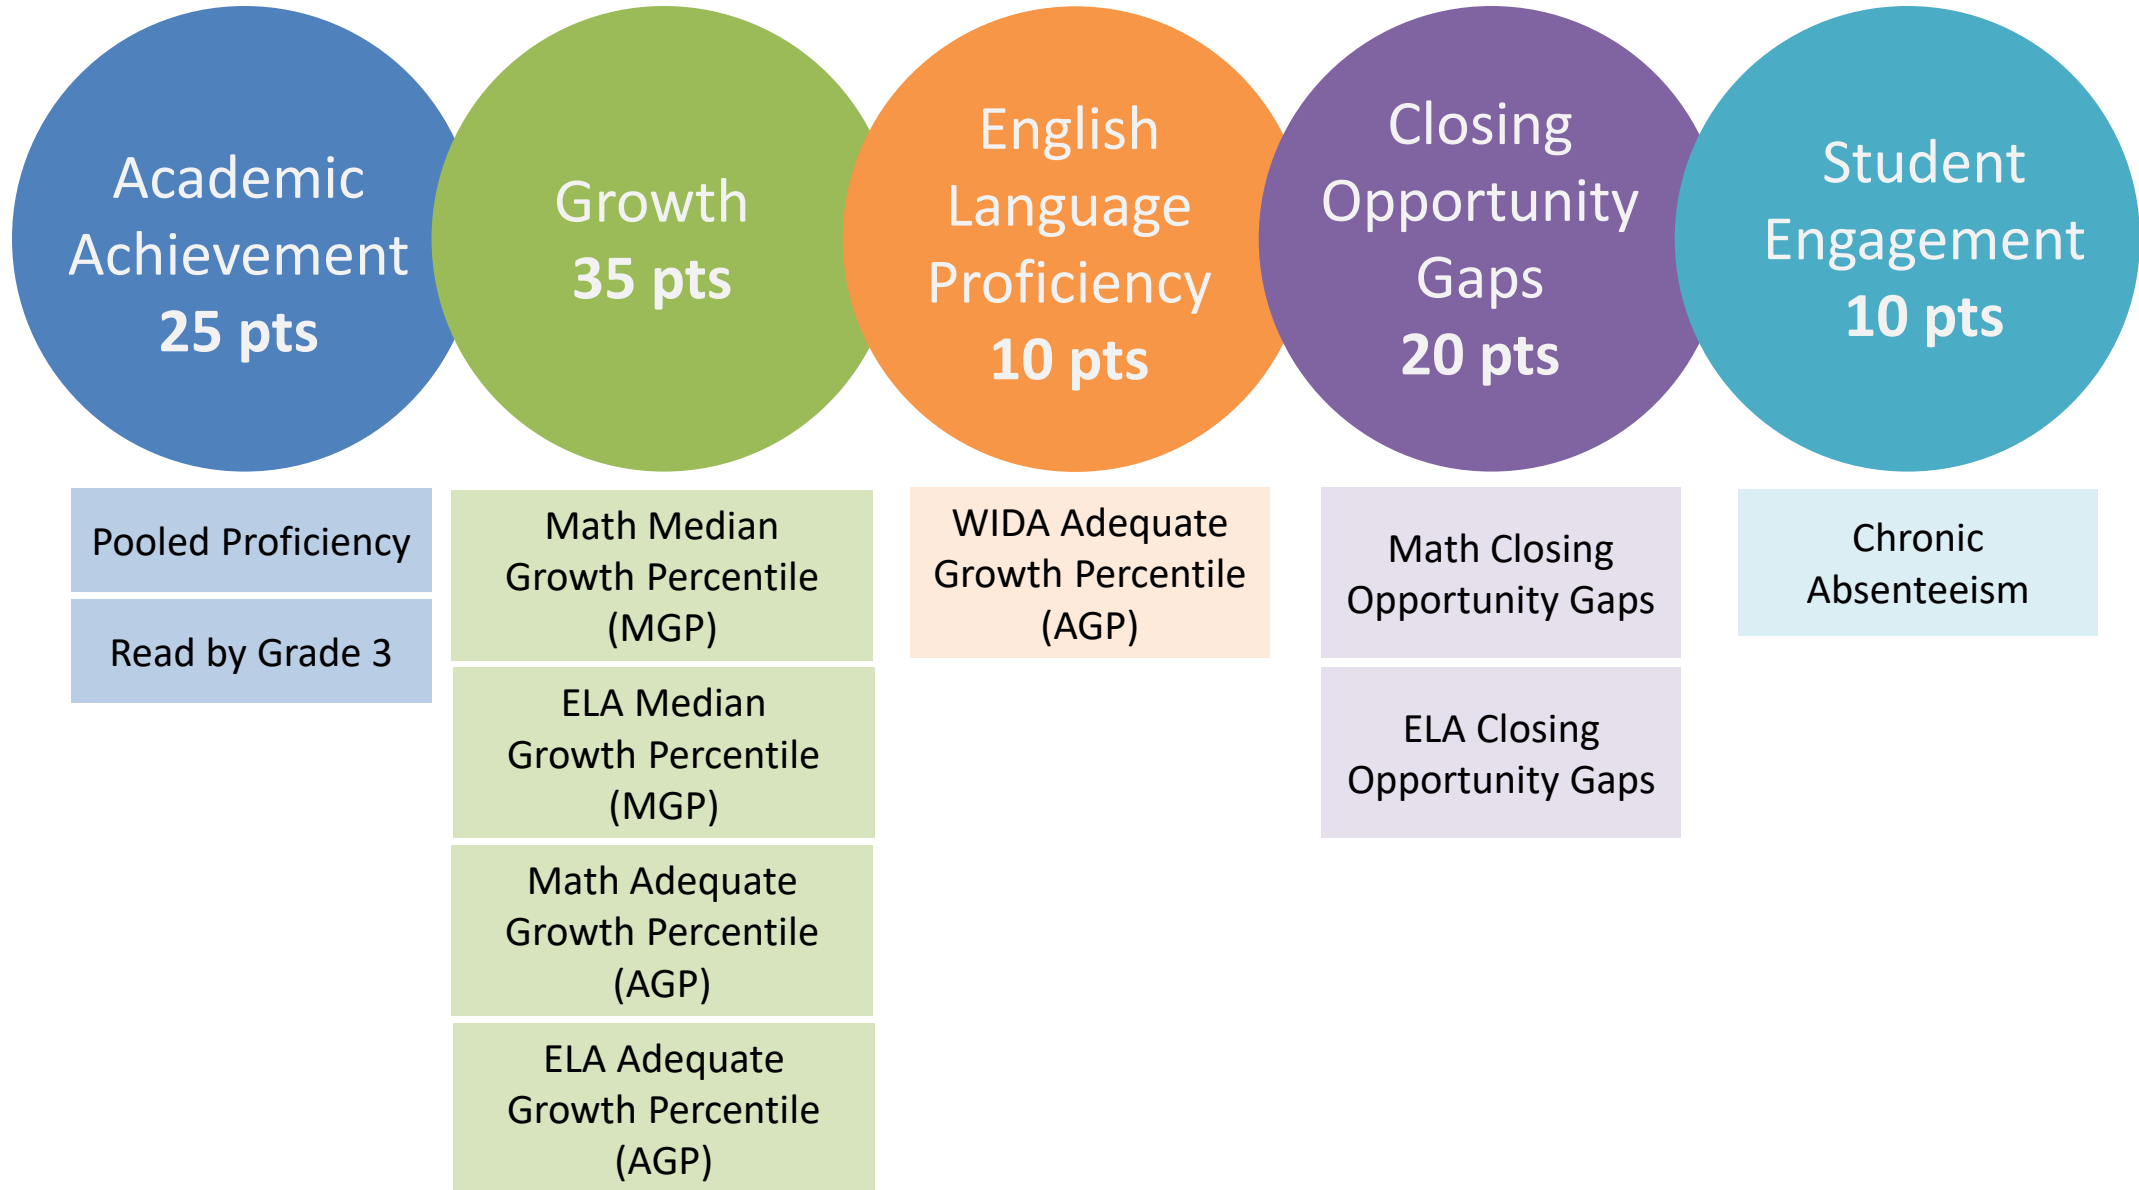 Academic
Achievement
25 pts
Growth
35 pts
English
Language
Proficiency
10 pts
Closing
Opportunity
Gaps
20 pts
Student
Engagement
10 pts
Pooled Proficiency
Read by Grade 3
Math Median
Growth Percentile
(MGP)
ELA Median
Growth Percentile
(MGP)
Math Adequate
Growth Percentile
(AGP)
ELA Adequate
Growth Percentile
(AGP)
WIDA Adequate
Growth Percentile
(AGP)
Math Closing
Opportunity Gaps
ELA Closing
Opportunity Gaps
Chronic
Absenteeism